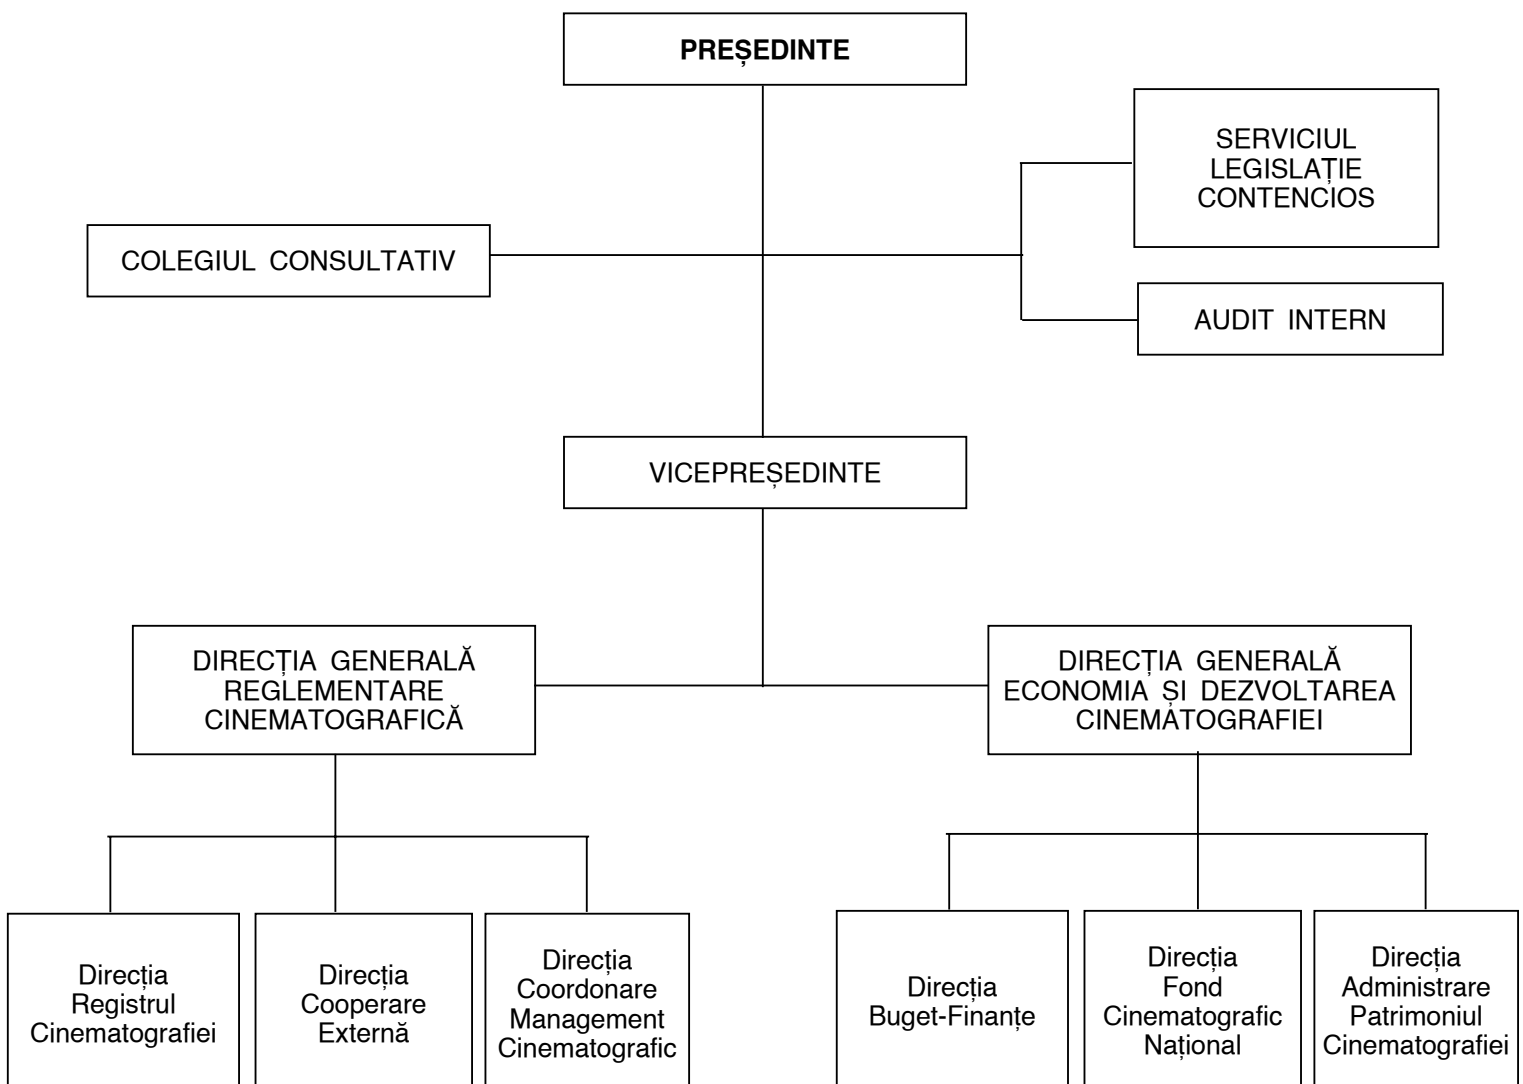 PREȘEDINTE
SERVICIUL
LEGISLAȚIE
CONTENCIOS
COLEGIUL CONSULTATIV
AUDIT INTERN
VICEPREȘEDINTE
DIRECȚIA GENERALĂ
REGLEMENTARE
CINEMATOGRAFICĂ
DIRECȚIA GENERALĂ
ECONOMIA ȘI DEZVOLTAREA
CINEMATOGRAFIEI
Direcția
Registrul
Cinematografiei
Direcția
Cooperare
Externă
Direcția
Coordonare
Management
Cinematografic
Direcția
Buget-Finanțe
Direcția
Fond
Cinematografic
Național
Direcția
Administrare
Patrimoniul
Cinematografiei